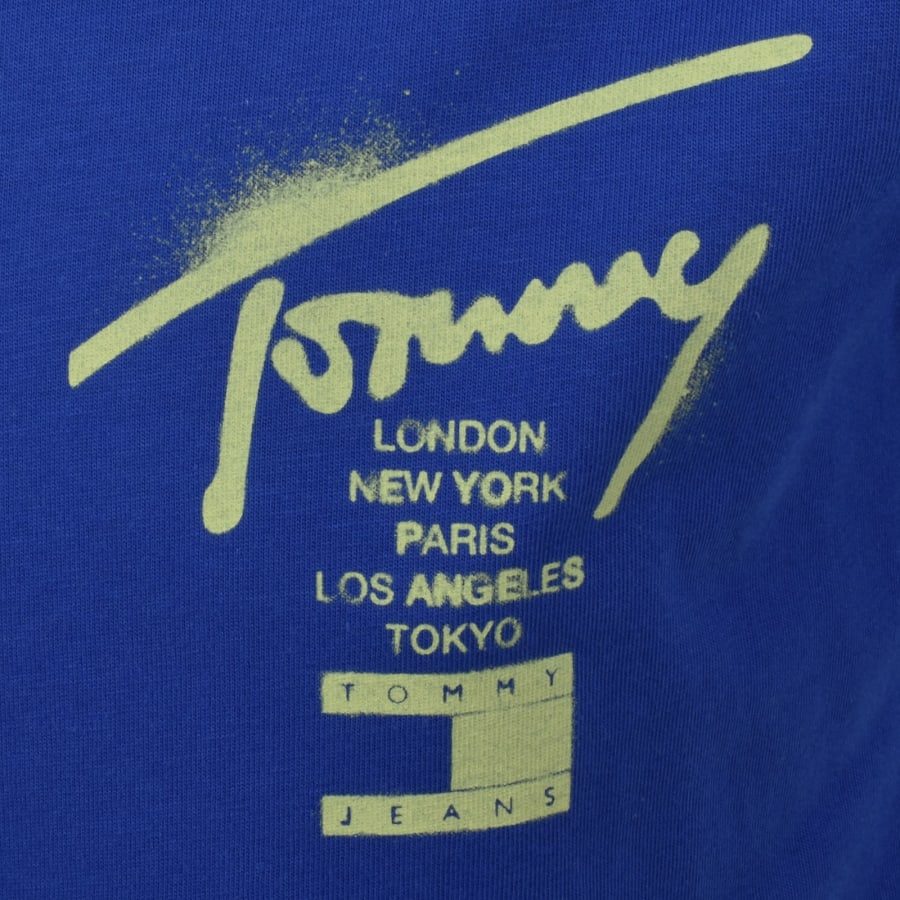 Tommy
LONDON
NEW YORK
PARIS
LOS ANGELES
TOKYO
TOMMY
JEANS